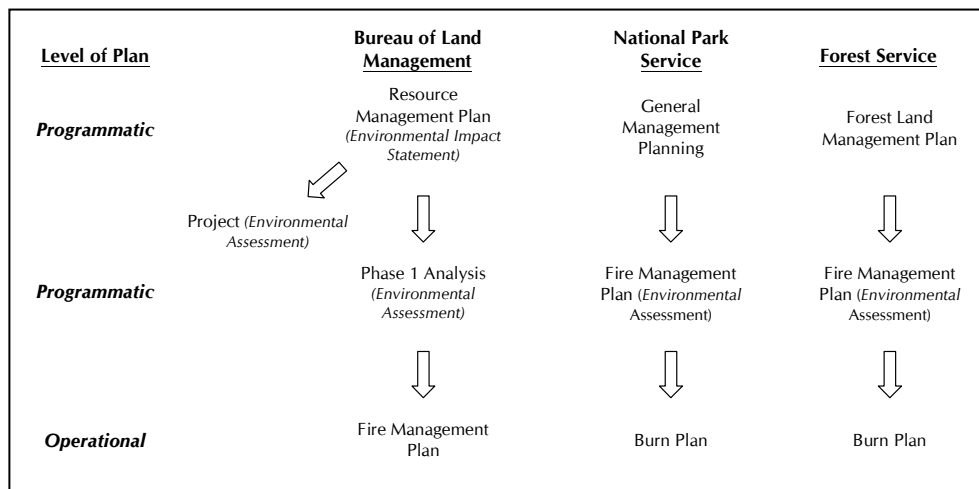 Level of Plan
Bureau of Land
Management
National Park
Service
Forest Service
Programmatic
Resource
Management Plan
(Environmental Impact
Statement)
General
Management
Planning
Forest Land
Management Plan
Project (Environmental
Assessment)
Programmatic
Phase 1 Analysis
(Environmental
Assessment)
Fire Management
Plan (Environmental
Assessment)
Fire Management
Plan (Environmental
Assessment)
Operational
Fire Management
Plan
Burn Plan
Burn Plan